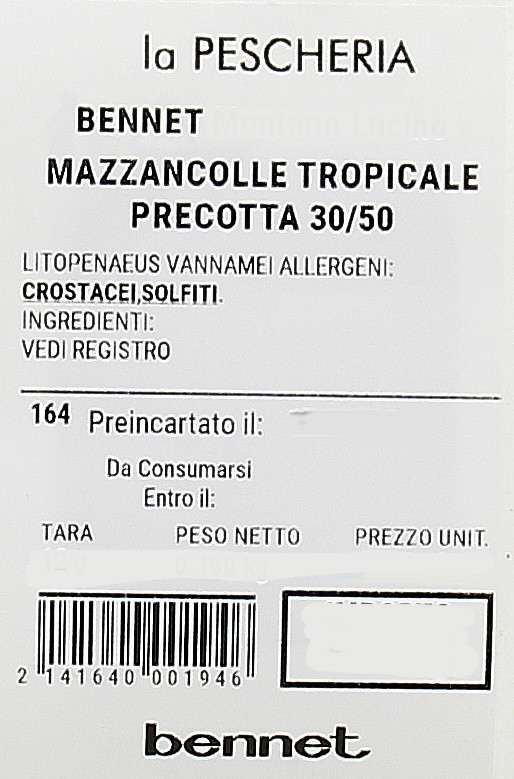 la PESCHERIA
BENNET
MAZZANCOLLE TROPICALE
PRECOTTA 30/50
LITOPENAEUS VANNAMEI ALLERGENI:
CROSTACEI,SOLFITI.
INGREDIENTI:
VEDI REGISTRO
164 Preincartato il:
Da Consumarsi
Entro il:
TARA PESO NETTO PREZZO UNIT.
2 141640 001946
bennet